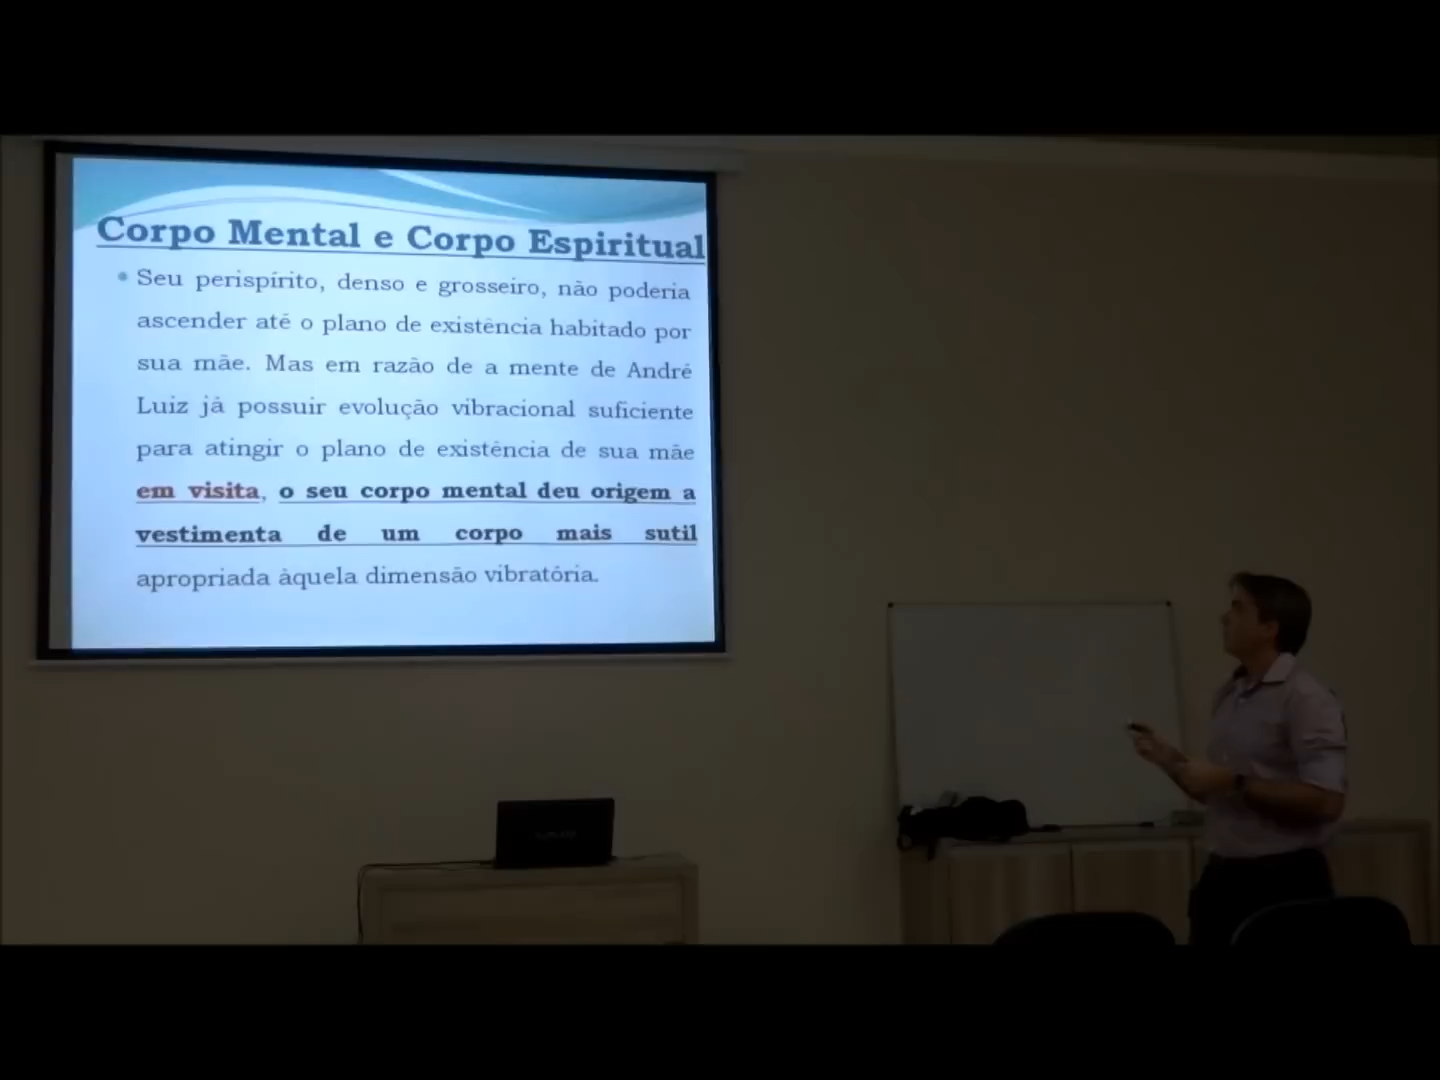 Corpo Mental e Corpo Espiritual
Seu perispírito, denso e grosseiro, não poderia
ascender até o plano de existência habitado por
sua mãe. Mas em razão de a mente de André
Luiz já possuir evolução vibracional suficiente
para atingir o plano de existência de sua mãe
em visita, o seu corpo mental deu origem a
vestimenta de um corpo mais sutil
apropriada àquela dimensão vibratória.